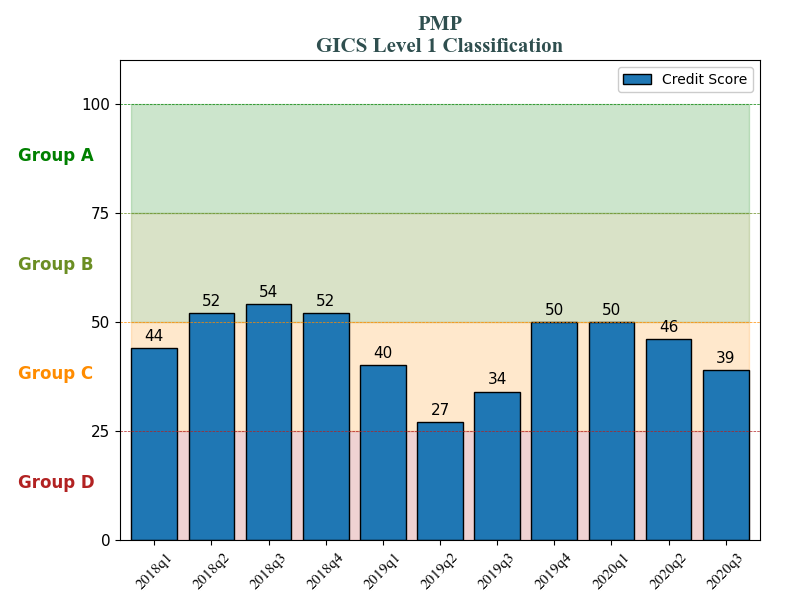 PMP
GICS Level 1 Classification
Credit Score
100
Group A
75
Group B
54
52
52
50
50
50
44
46
40
39
Group C
34
27
25
Group D
0
2018q1
2018q2
2018q3
2018q4
2019q1
2019q2
2019q3
2019q4
2020q1
2020q2
2020q3